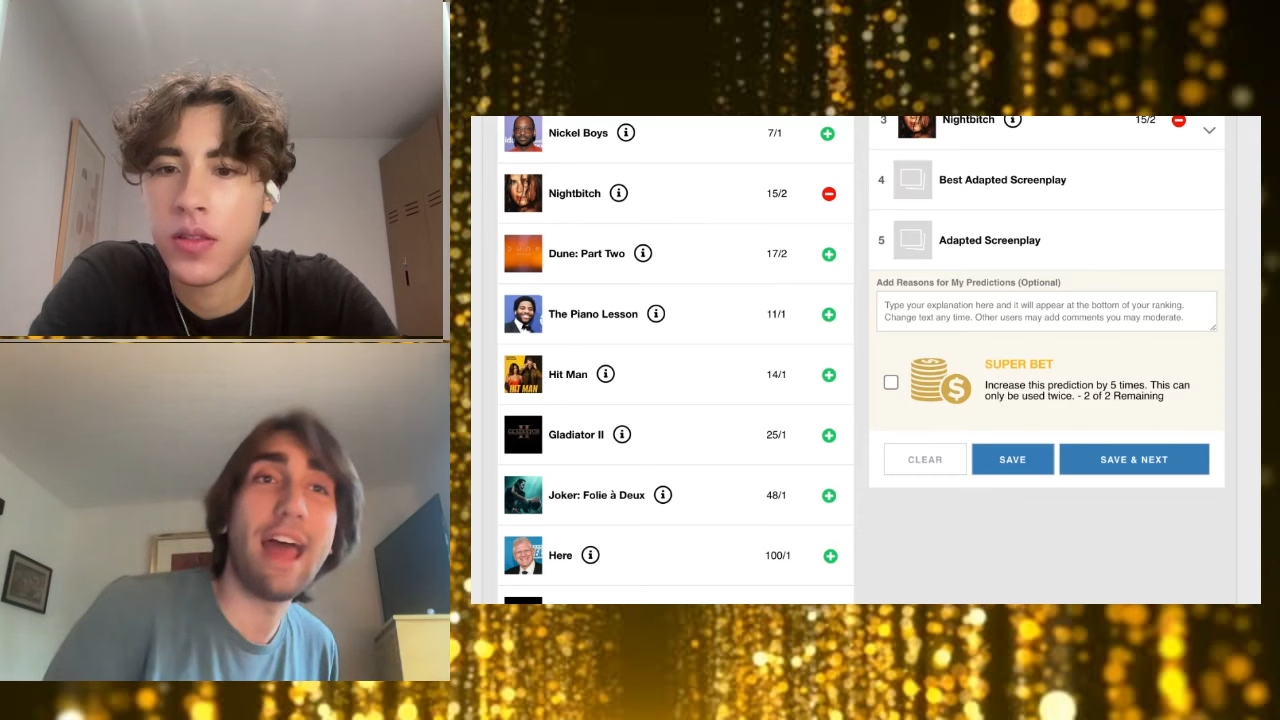 Nickel Boys
7/1
Nightbitch
15/2
Dune: Part Two
17/2
The Piano Lesson
11/1
Hit Man
14/1
HIT MAN
Gladiator II
25/1
Joker: Folie à Deux
48/1
Here
100/1
3
Nightbitch
15/2
4
Best Adapted Screenplay
5
Adapted Screenplay
Add Reasons for My Predictions (Optional)
Type your explanation here and it will appear at the bottom of your ranking.
Change text any time. Other users may add comments you may moderate.
SUPER BET
Increase this prediction by 5 times. This can
only be used twice. - 2 of 2 Remaining
CLEAR
SAVE
SAVE & NEXT